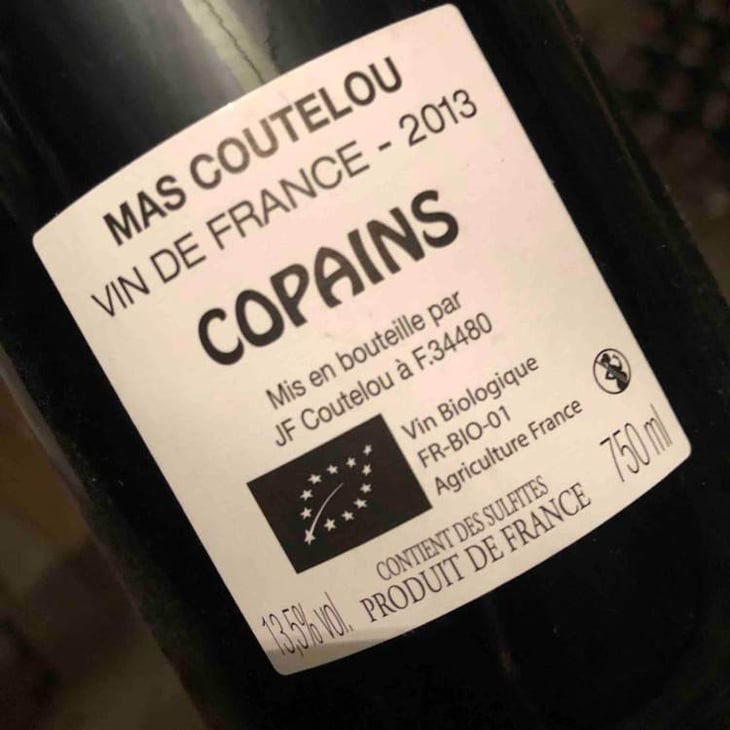 MAS COUTELOU
VIN DE FRANCE - 2013
COPAINS
Mis en bouteille par
JF Coutelou à F.34480
Vin Biologique
FR-BIO-01
Agriculture France
CONTIENT DES SULFITES
13,5% vol. PRODUIT DE FRANCE 750 ml